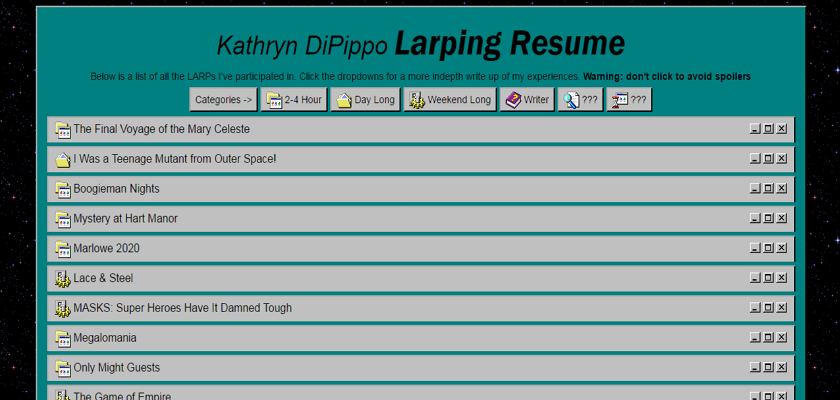 Kathryn DiPippo Larping Resume
Below is a list of all the LARPs I've participated in. Click the dropdowns for a more indepth write up of my experiences. Warning: don't click to avoid spoilers
Categories -> 2-4 Hour Day Long Weekend Long Writer ??? ???
The Final Voyage of the Mary Celeste
I Was a Teenage Mutant from Outer Space!
Boogieman Nights
Mystery at Hart Manor
Marlowe 2020
Lace & Steel
MASKS: Super Heroes Have It Damned Tough
Megalomania
Only Might Guests
The Game of Empire